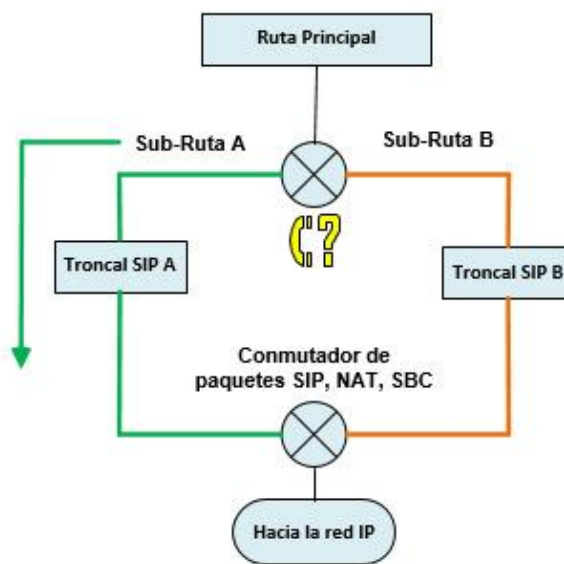 Ruta Principal
Sub-Ruta A
Sub-Ruta B
?
Troncal SIP A
Troncal SIP B
Conmutador de
paquetes SIP, NAT, SBC
Hacia la red IP